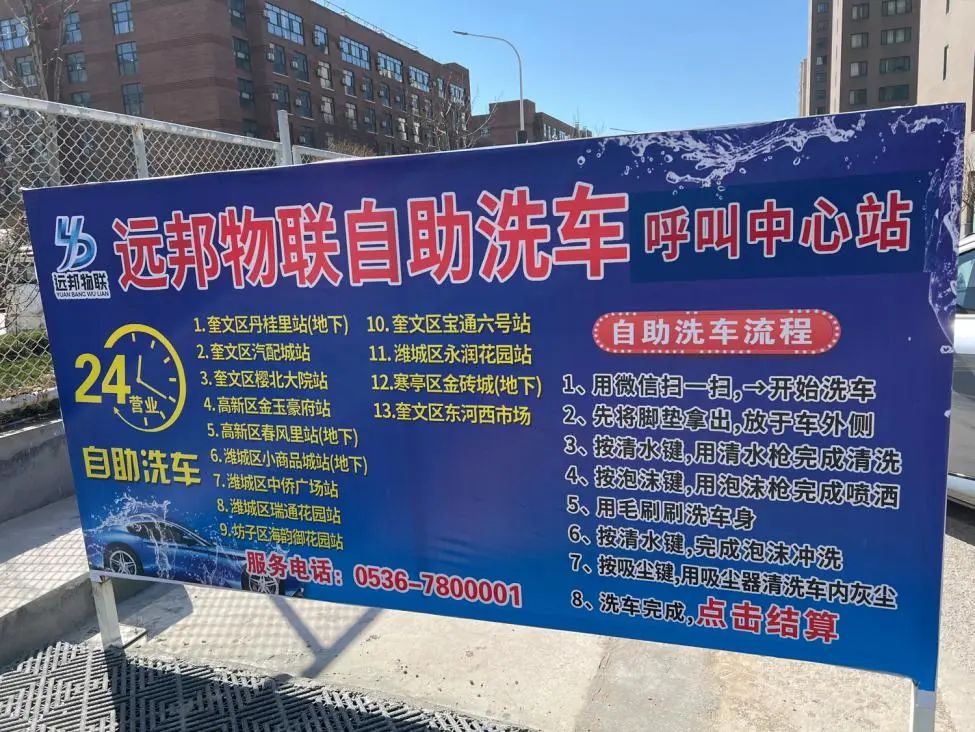 远邦物联
YUAN BANG WU LIAN
远邦物联自助洗车 呼叫中心站
24
营业
自助洗车
1. 奎文区丹桂里站(地下)
2. 奎文区汽配城站
3. 奎文区樱北大院站
4. 高新区金玉豪府站
5. 高新区春风里站(地下)
6. 潍城区小商品城站(地下)
7. 潍城区中侨广场站
8. 潍城区瑞通花园站
9. 坊子区海韵御花园站
10. 奎文区宝通六号站
11. 潍城区永润花园站
12. 寒亭区金砖城(地下)
13. 奎文区东河西市场
服务电话：0536-7800001
自助洗车流程
1、用微信扫一扫,→开始洗车
2、先将脚垫拿出,放于车外侧
3、按清水键,用清水枪完成清洗
4、按泡沫键,用泡沫枪完成喷洒
5、用毛刷刷洗车身
6、按清水键,完成泡沫冲洗
7、按吸尘键,用吸尘器清洗车内灰尘
8、洗车完成,点击结算